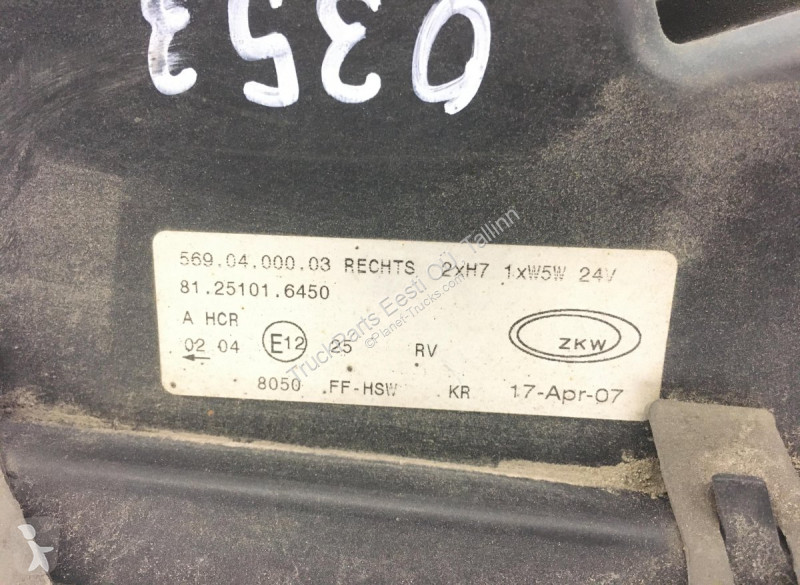 0353
569.04.000.03 RECHTS 2xH7 1xW5W 24V
81.25101.6450
A HCR
02 04 E12 25 RV
ZKW
8050 FF-HSW KR 17-Apr-07
TruckParts Eesti OÜ, Tallinn
©Planet-Trucks.com